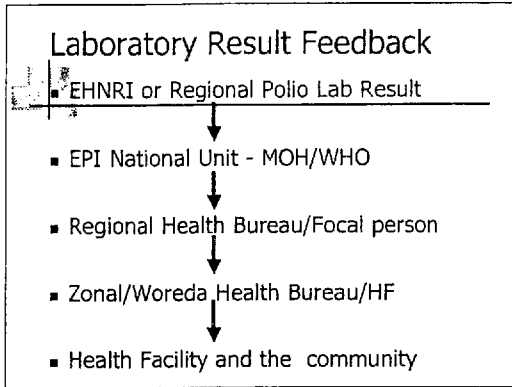 Laboratory Result Feedback
▪ EHNRI or Regional Polio Lab Result
▪ EPI National Unit - MOH/WHO
▪ Regional Health Bureau/Focal person
▪ Zonal/Woreda Health Bureau/HF
▪ Health Facility and the community